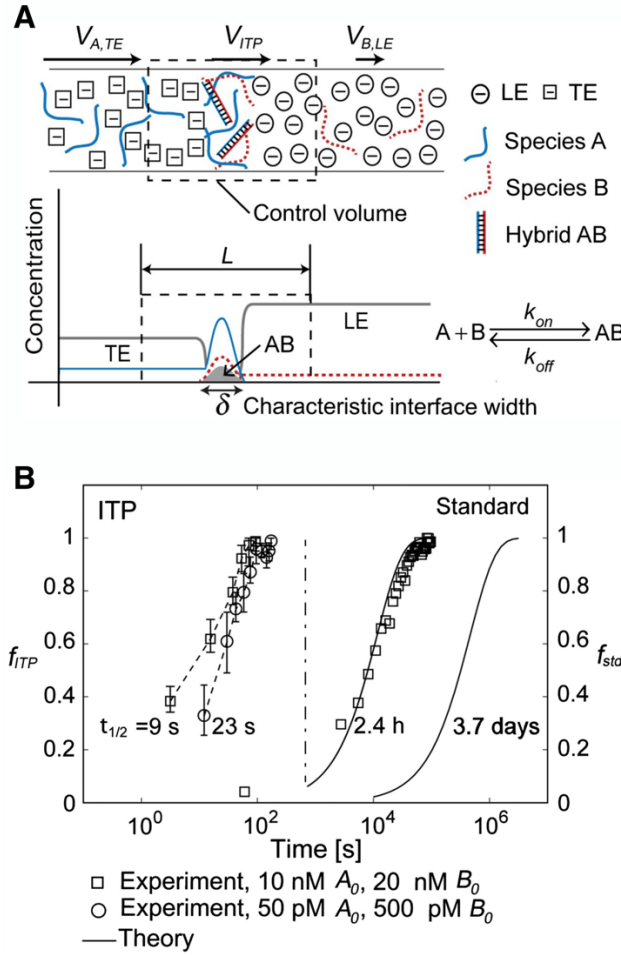 A
V_A,TE V_ITP V_B,LE
LE TE
Species A
Species B
Hybrid AB
Control volume
Concentration
L
TE
AB
LE
A + B k_on AB
k_off
δ Characteristic interface width
B
ITP Standard
f_ITP
1
0.8
0.6
0.4
0.2
0
t_1/2 = 9 s 23 s 2.4 h 3.7 days
f_std
1
0.8
0.6
0.4
0.2
0
10^0 10^2 10^4 10^6
Time [s]
Experiment, 10 nM A_0, 20 nM B_0
Experiment, 50 pM A_0, 500 pM B_0
Theory